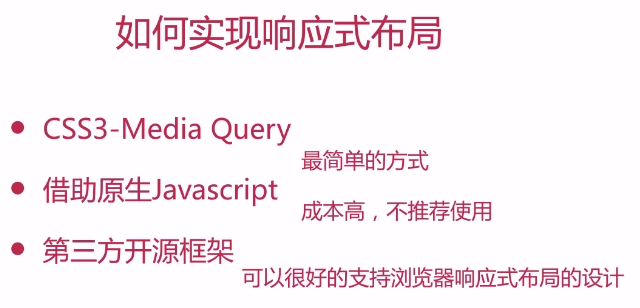 如何实现响应式布局
• CSS3-Media Query
最简单的方式
• 借助原生Javascript
成本高，不推荐使用
• 第三方开源框架
可以很好的支持浏览器响应式布局的设计